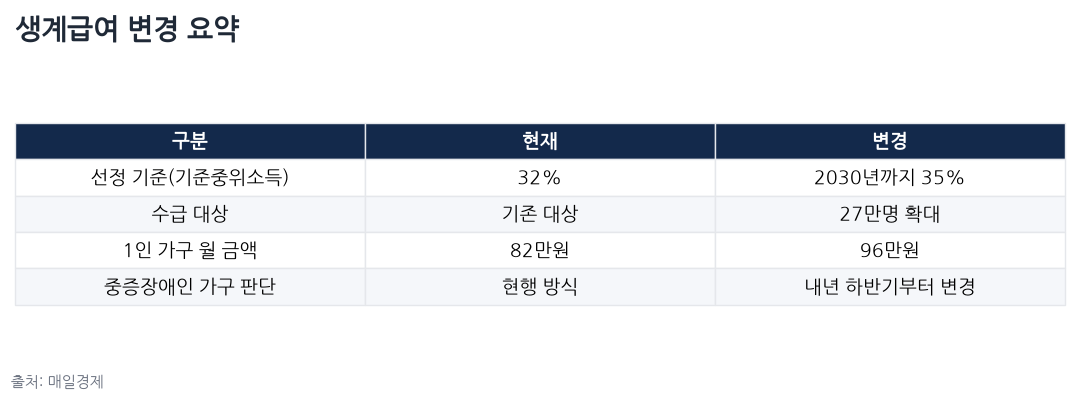 생계급여 변경 요약
구분 현재 변경
선정 기준(기준중위소득) 32% 2030년까지 35%
수급 대상 기존 대상 27만명 확대
1인 가구 월 금액 82만원 96만원
중증장애인 가구 판단 현행 방식 내년 하반기부터 변경
출처: 매일경제